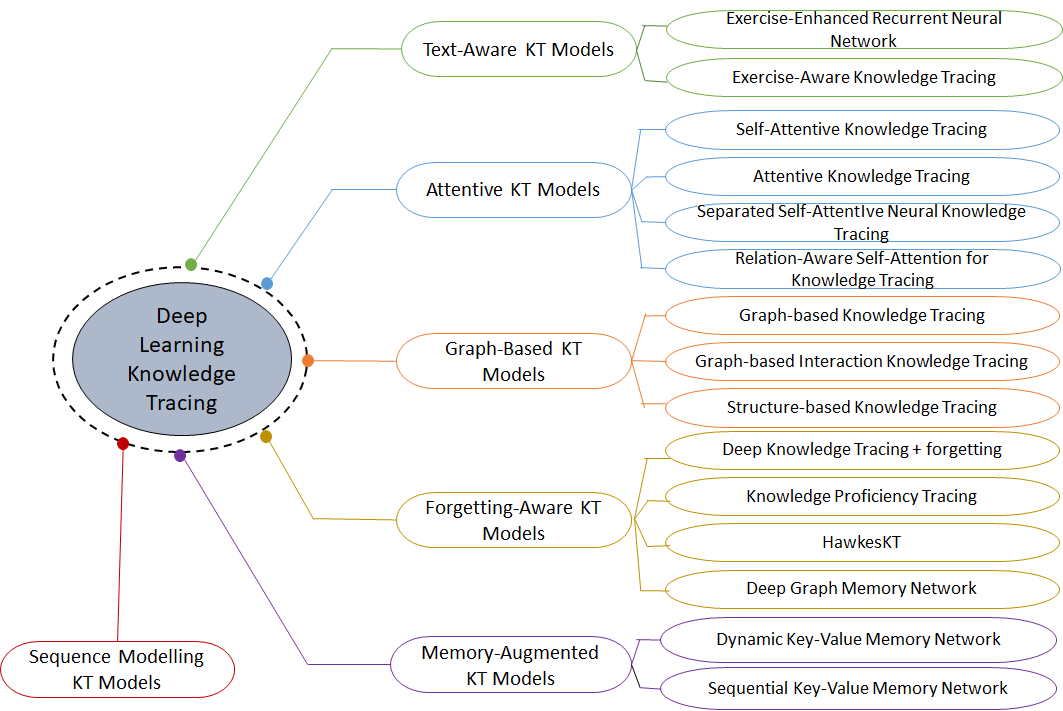 Deep
Learning
Knowledge
Tracing
Text-Aware KT Models
Exercise-Enhanced Recurrent Neural
Network
Exercise-Aware Knowledge Tracing
Attentive KT Models
Self-Attentive Knowledge Tracing
Attentive Knowledge Tracing
Separated Self-AttentIve Neural Knowledge
Tracing
Relation-Aware Self-Attention for
Knowledge Tracing
Graph-Based KT
Models
Graph-based Knowledge Tracing
Graph-based Interaction Knowledge Tracing
Structure-based Knowledge Tracing
Forgetting-Aware KT
Models
Deep Knowledge Tracing + forgetting
Knowledge Proficiency Tracing
HawkesKT
Deep Graph Memory Network
Memory-Augmented
KT Models
Dynamic Key-Value Memory Network
Sequential Key-Value Memory Network
Sequence Modelling
KT Models